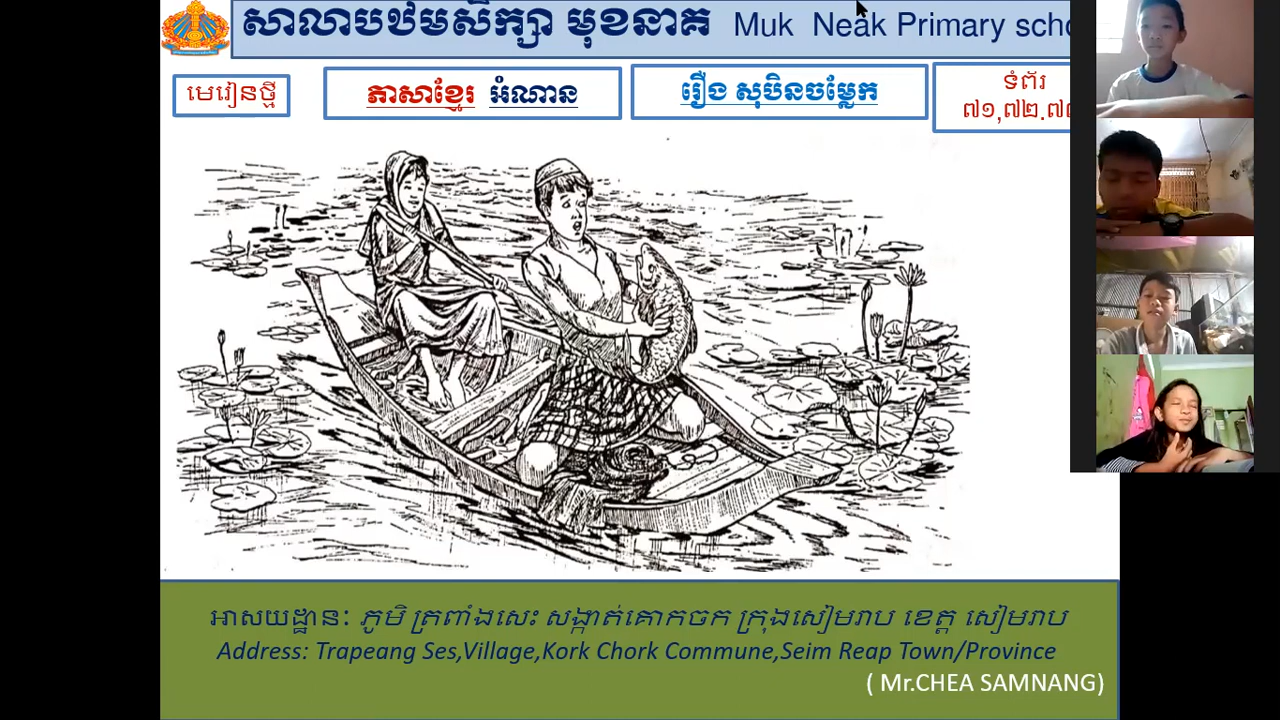 សាលាបឋមសិក្សា មុខនាគ Muk Neak Primary
មេរៀនថ្មី
ភាសាខ្មែរ អំណាន
រឿង សុបិនចម្លែក
ទំព័រ
៧១,៧២.
អាសយដ្ឋាន: ភូមិ ត្រពាំងសេះ សង្កាត់គោកចក ក្រុងសៀមរាប ខេត្ត សៀមរាប
Address: Trapeang Ses,Village,Kork Chork Commune,Seim Reap Town/Province
( Mr.CHEA SAMNANG)